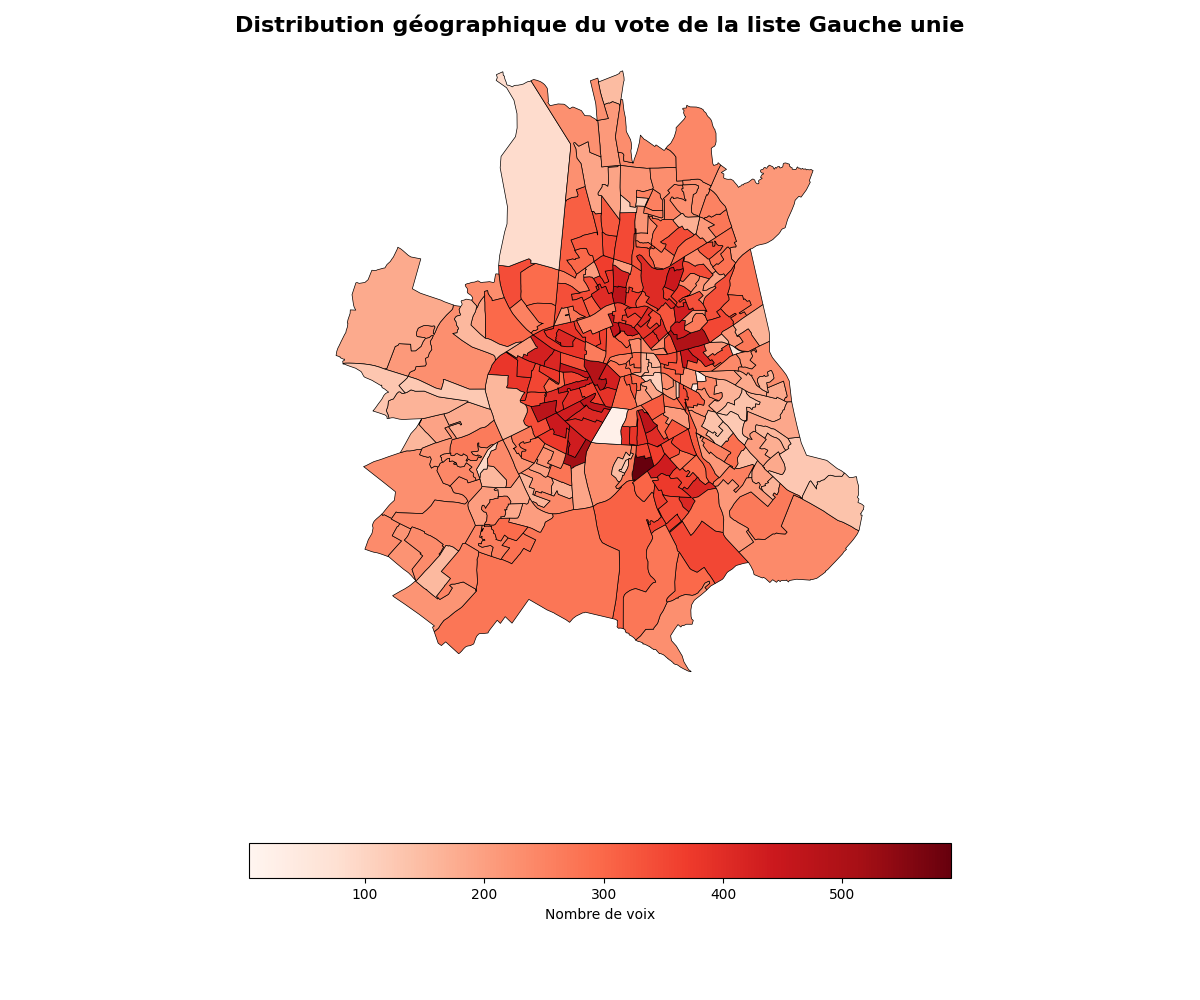 Distribution géographique du vote de la liste Gauche unie
100 200 300 400 500
Nombre de voix